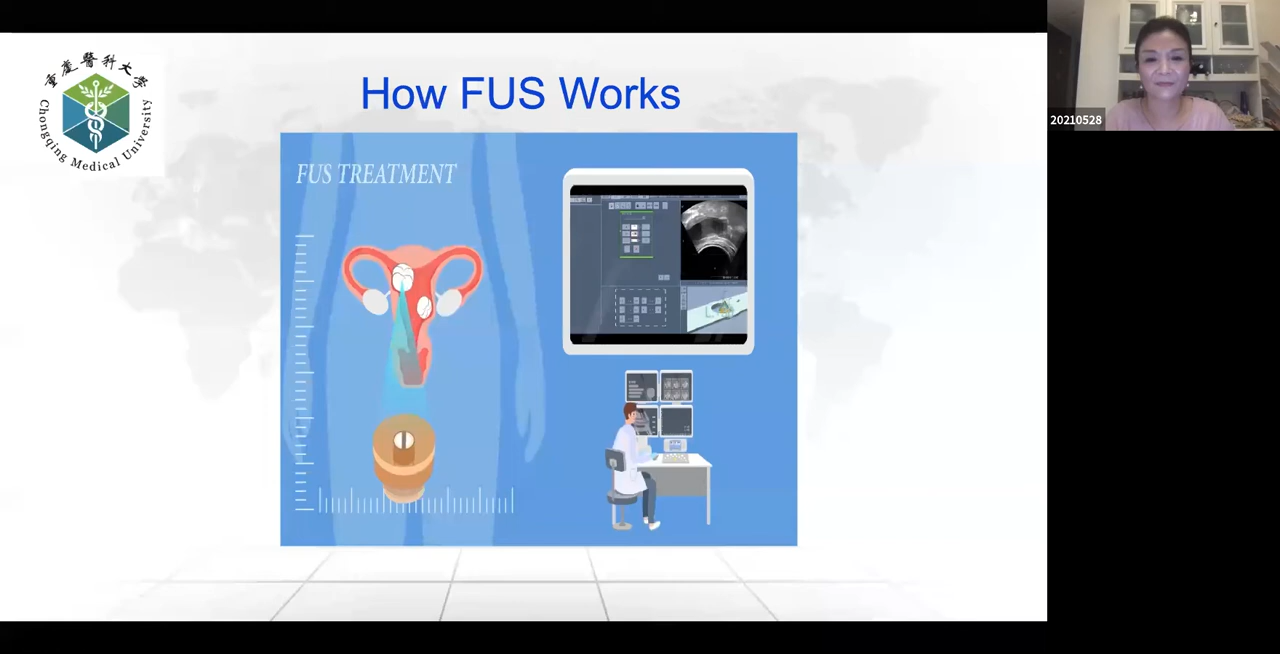 重慶醫科大學
Chongqing Medical University
How FUS Works
FUS TREATMENT
20210528